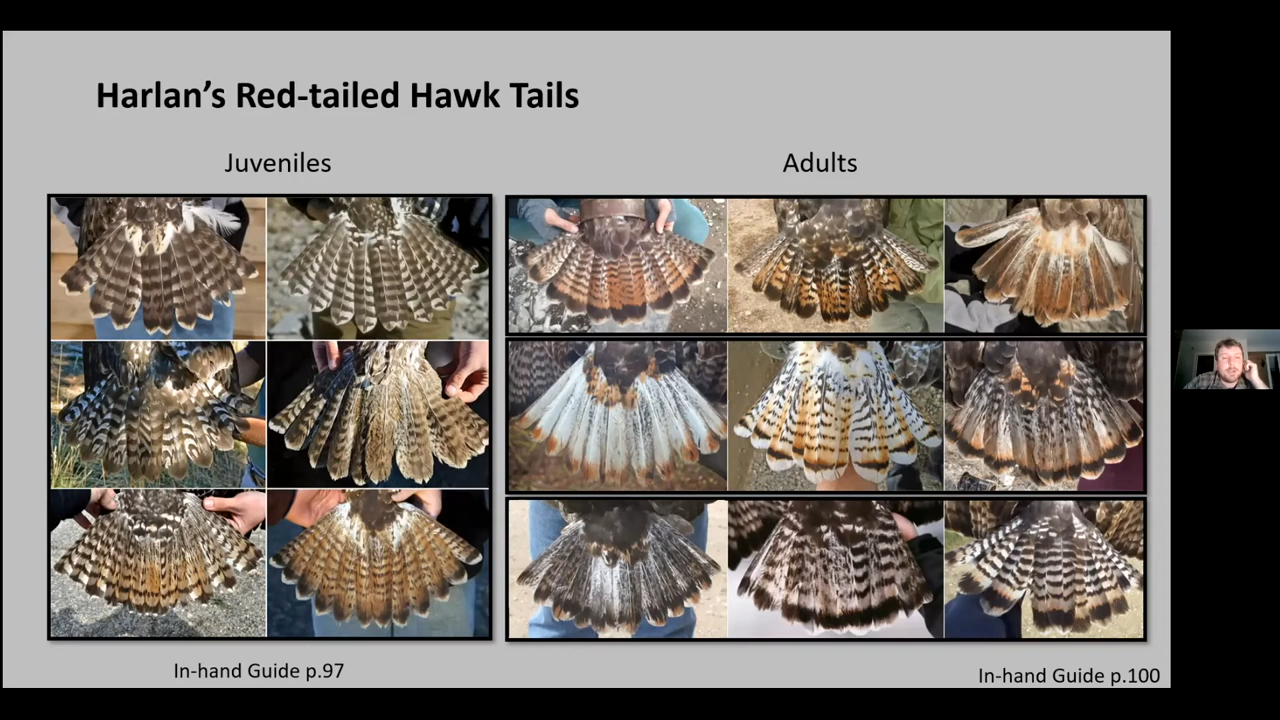 Harlan’s Red-tailed Hawk Tails
Juveniles
Adults
In-hand Guide p.97
In-hand Guide p.100